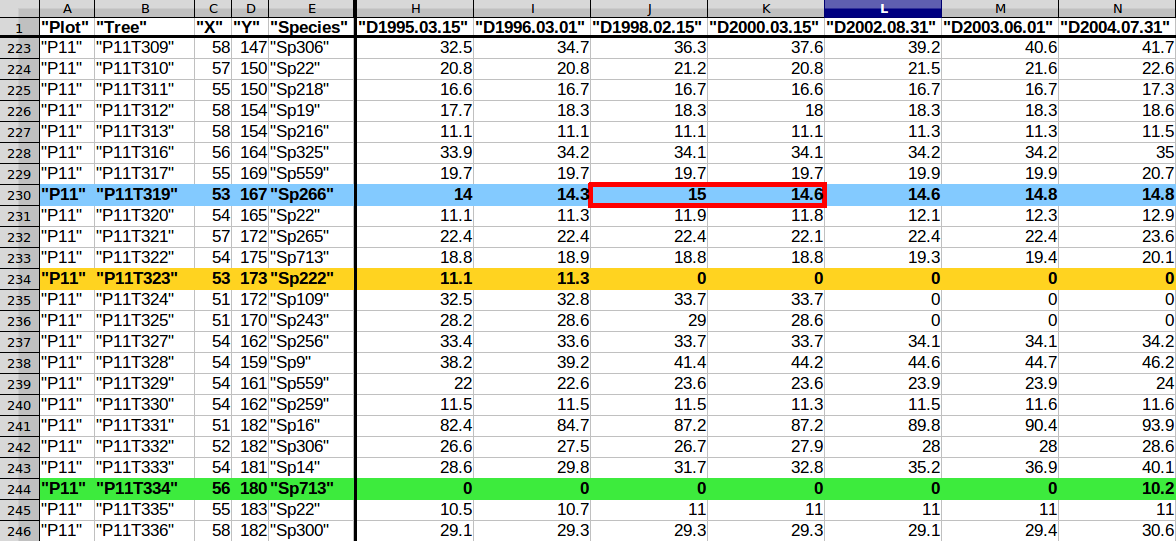 A B C D E H I J K L M N
1 "Plot" "Tree" "X" "Y" "Species" "D1995.03.15" "D1996.03.01" "D1998.02.15" "D2000.03.15" "D2002.08.31" "D2003.06.01" "D2004.07.31"
223 "P11" "P11T309" 58 147 "Sp306" 32.5 34.7 36.3 37.6 39.2 40.6 41.7
224 "P11" "P11T310" 57 150 "Sp22" 20.8 20.8 21.2 20.8 21.5 21.6 22.6
225 "P11" "P11T311" 55 150 "Sp218" 16.6 16.7 16.7 16.6 16.7 16.7 17.3
226 "P11" "P11T312" 58 154 "Sp19" 17.7 18.3 18.3 18 18.3 18.3 18.6
227 "P11" "P11T313" 58 154 "Sp216" 11.1 11.1 11.1 11.1 11.3 11.3 11.5
228 "P11" "P11T316" 56 164 "Sp325" 33.9 34.2 34.1 34.1 34.2 34.2 35
229 "P11" "P11T317" 55 169 "Sp559" 19.7 19.7 19.7 19.7 19.9 19.9 20.7
230 "P11" "P11T319" 53 167 "Sp266" 14 14.3 15 14.6 14.6 14.8 14.8
231 "P11" "P11T320" 54 165 "Sp22" 11.1 11.3 11.9 11.8 12.1 12.3 12.9
232 "P11" "P11T321" 57 172 "Sp265" 22.4 22.4 22.4 22.1 22.4 22.4 23.6
233 "P11" "P11T322" 54 175 "Sp713" 18.8 18.9 18.8 18.8 19.3 19.4 20.1
234 "P11" "P11T323" 53 173 "Sp222" 11.1 11.3 0 0 0 0 0
235 "P11" "P11T324" 51 172 "Sp109" 32.5 32.8 33.7 33.7 0 0 0
236 "P11" "P11T325" 51 170 "Sp243" 28.2 28.6 29 28.6 0 0 0
237 "P11" "P11T327" 54 162 "Sp256" 33.4 33.6 33.7 33.7 34.1 34.1 34.2
238 "P11" "P11T328" 54 159 "Sp9" 38.2 39.2 41.4 44.2 44.6 44.7 46.2
239 "P11" "P11T329" 54 161 "Sp559" 22 22.6 23.6 23.6 23.9 23.9 24
240 "P11" "P11T330" 54 162 "Sp259" 11.5 11.5 11.5 11.3 11.5 11.6 11.6
241 "P11" "P11T331" 51 182 "Sp16" 82.4 84.7 87.2 87.2 89.8 90.4 93.9
242 "P11" "P11T332" 52 182 "Sp306" 26.6 27.5 26.7 27.9 28 28 28.6
243 "P11" "P11T333" 54 181 "Sp14" 28.6 29.8 31.7 32.8 35.2 36.9 40.1
244 "P11" "P11T334" 56 180 "Sp713" 0 0 0 0 0 0 10.2
245 "P11" "P11T335" 55 183 "Sp22" 10.5 10.7 11 11 11 11 11
246 "P11" "P11T336" 58 182 "Sp300" 29.1 29.3 29.3 29.3 29.1 29.4 30.6